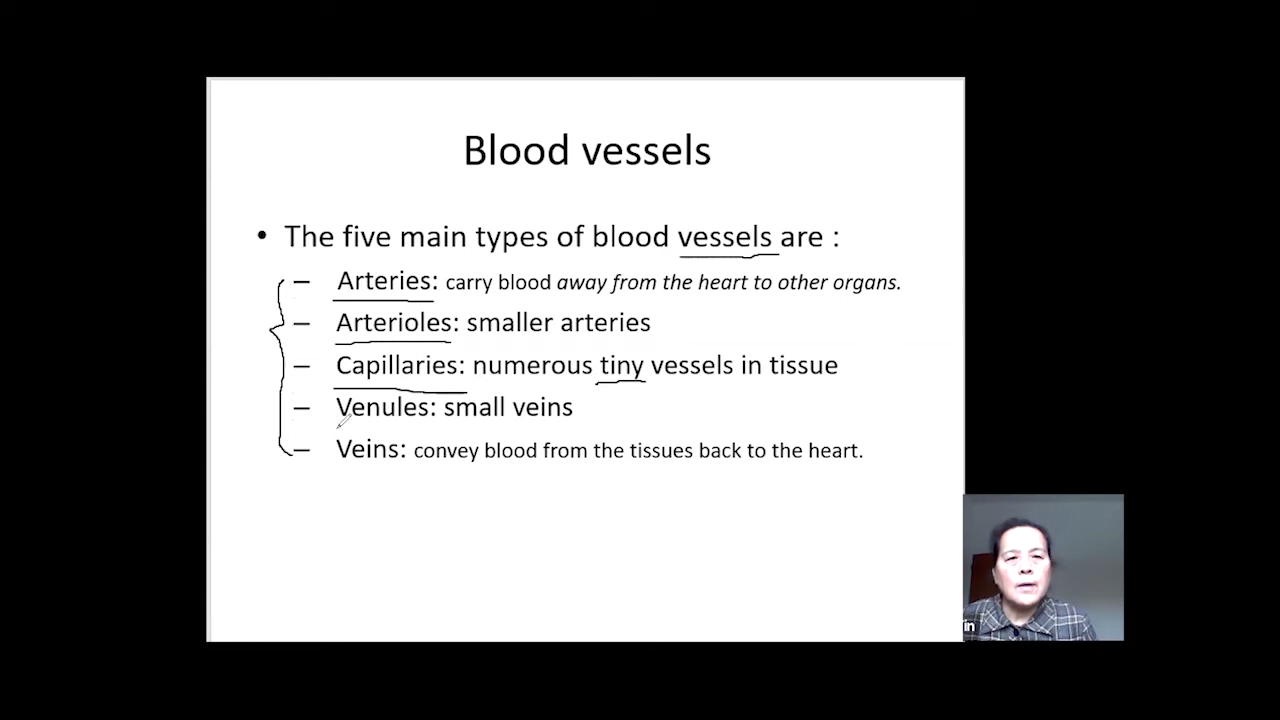 Blood vessels
• The five main types of blood vessels are :
– Arteries: carry blood away from the heart to other organs.
– Arterioles: smaller arteries
– Capillaries: numerous tiny vessels in tissue
– Venules: small veins
– Veins: convey blood from the tissues back to the heart.
in